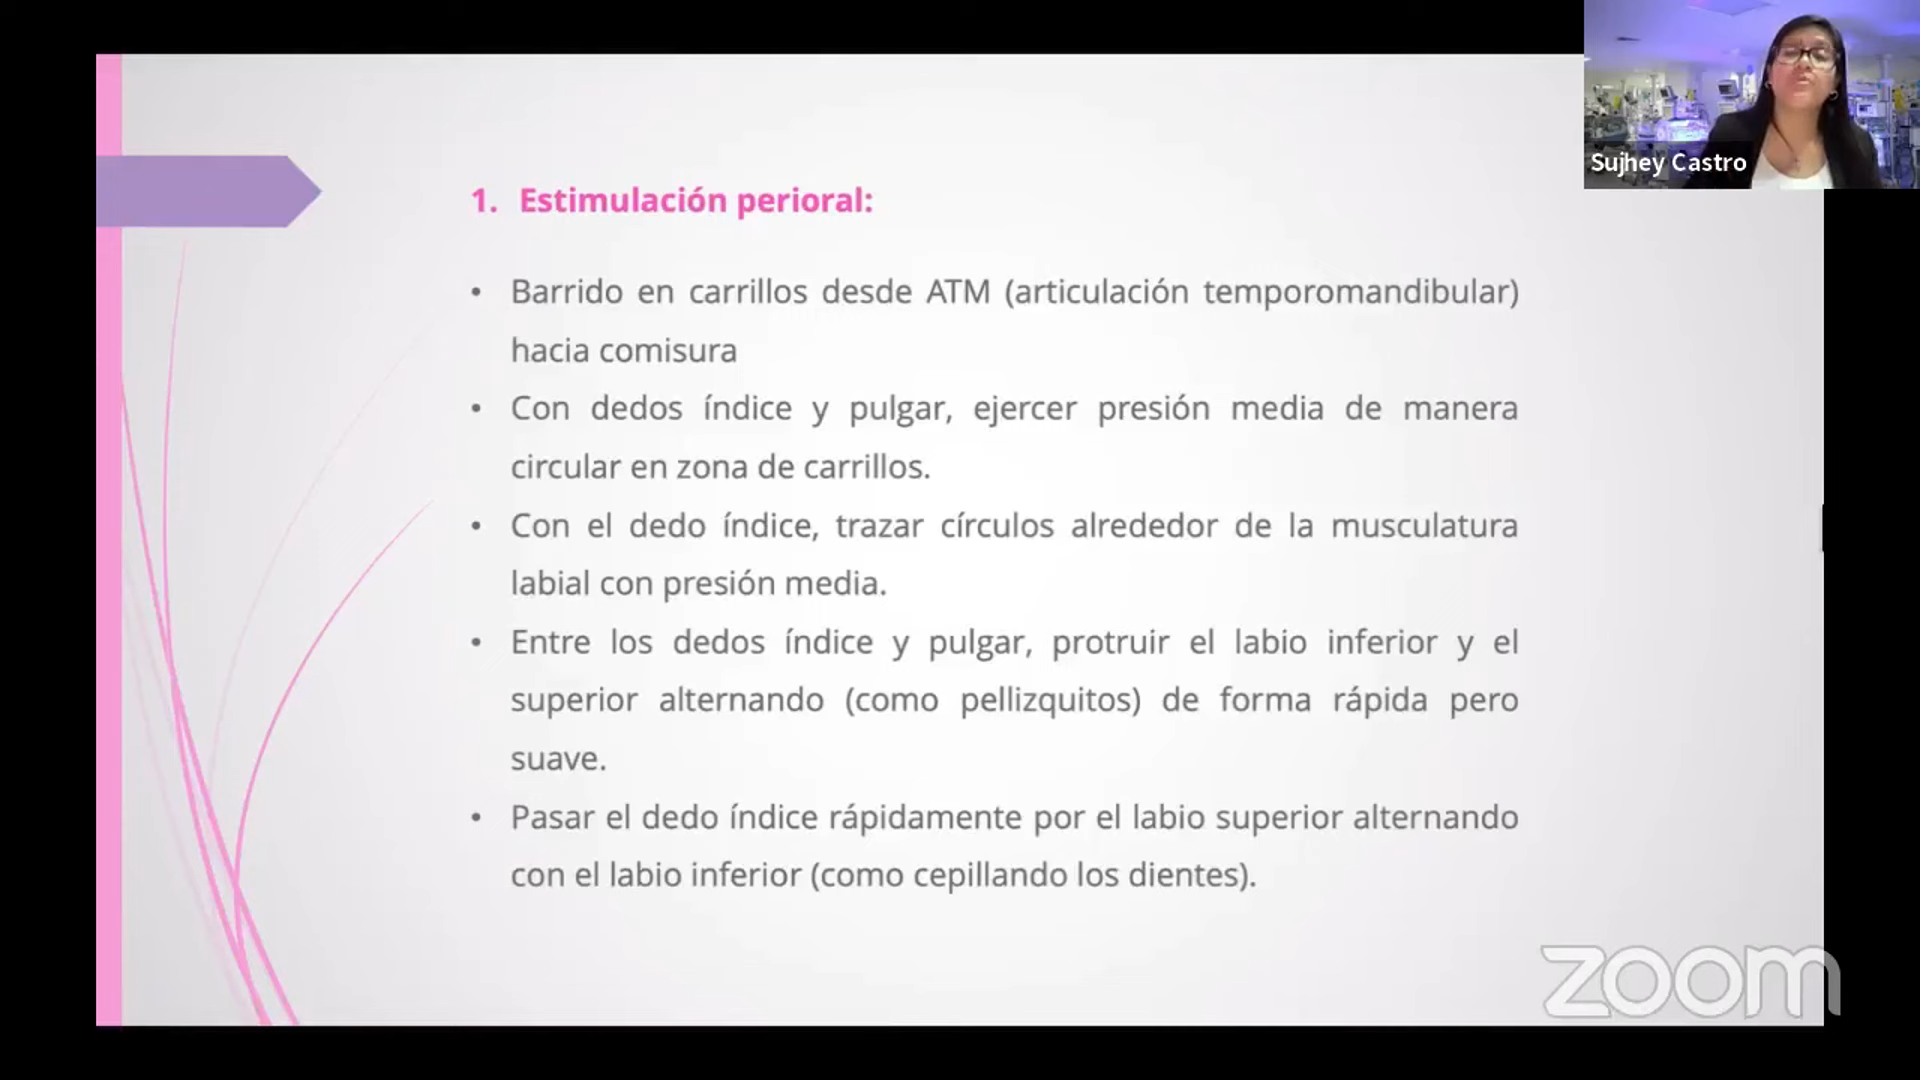 Sujhey Castro
1. Estimulación perioral:
• Barrido en carrillos desde ATM (articulación temporomandibular)
hacia comisura
• Con dedos índice y pulgar, ejercer presión media de manera
circular en zona de carrillos.
• Con el dedo índice, trazar círculos alrededor de la musculatura
labial con presión media.
• Entre los dedos índice y pulgar, protruir el labio inferior y el
superior alternando (como pellizquitos) de forma rápida pero
suave.
• Pasar el dedo índice rápidamente por el labio superior alternando
con el labio inferior (como cepillando los dientes).
zoom